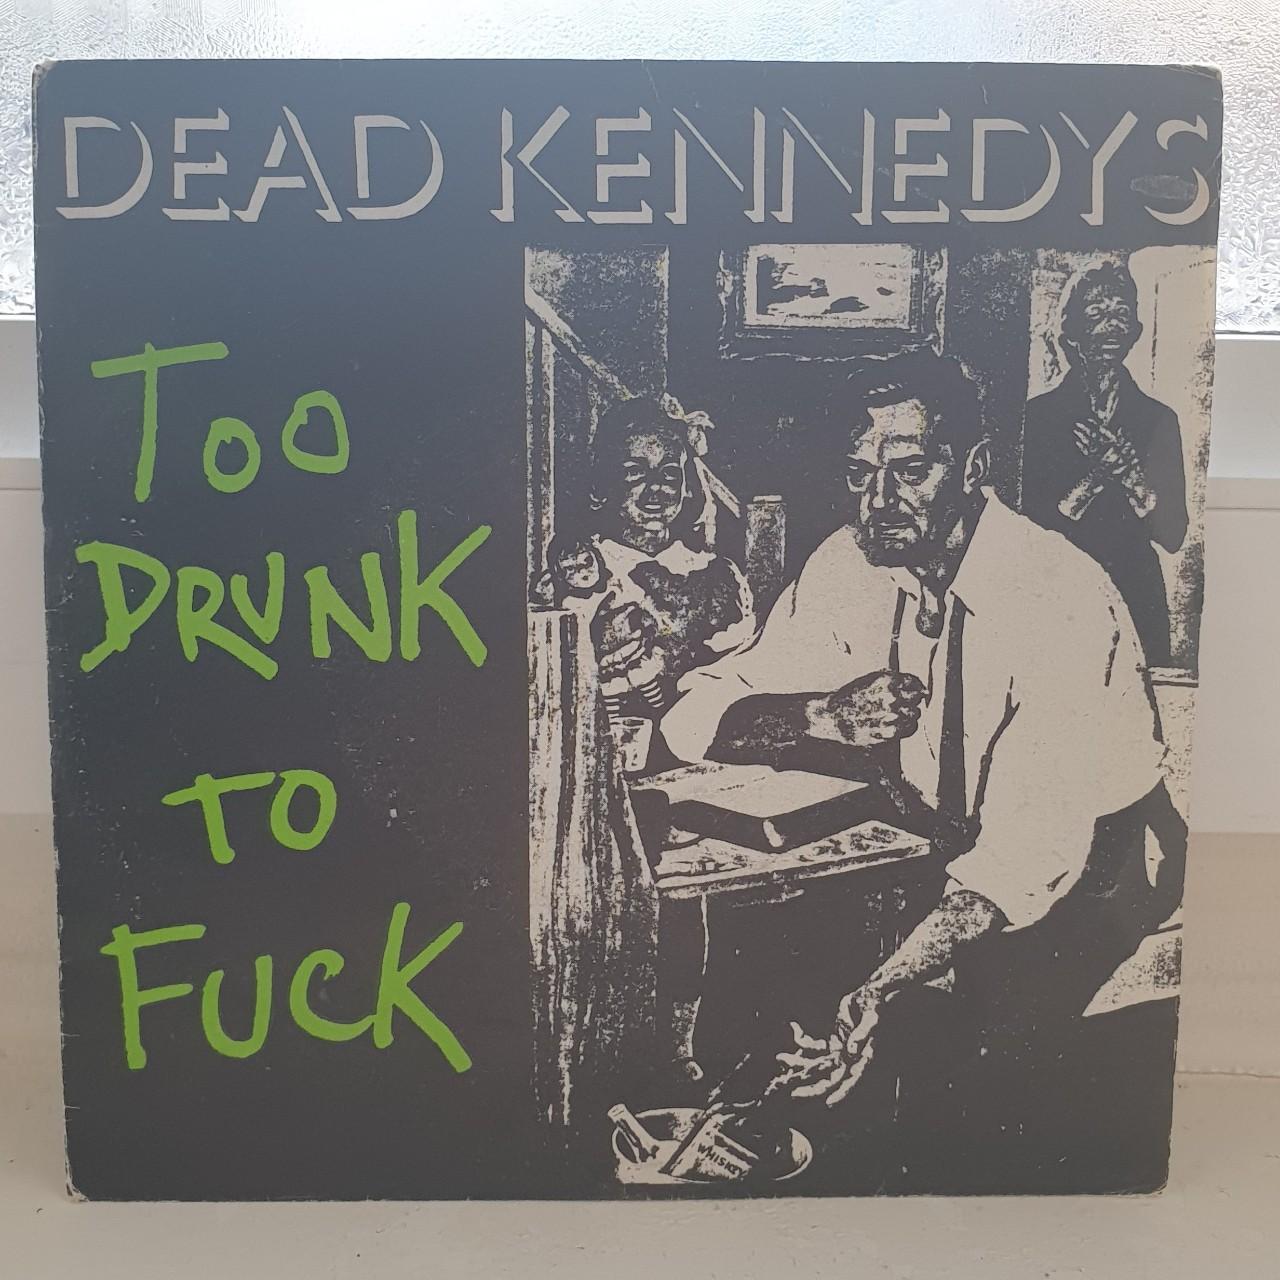 DEAD KENNEDYS
TOO
DRUNK
TO
FUCK
WHISKEY